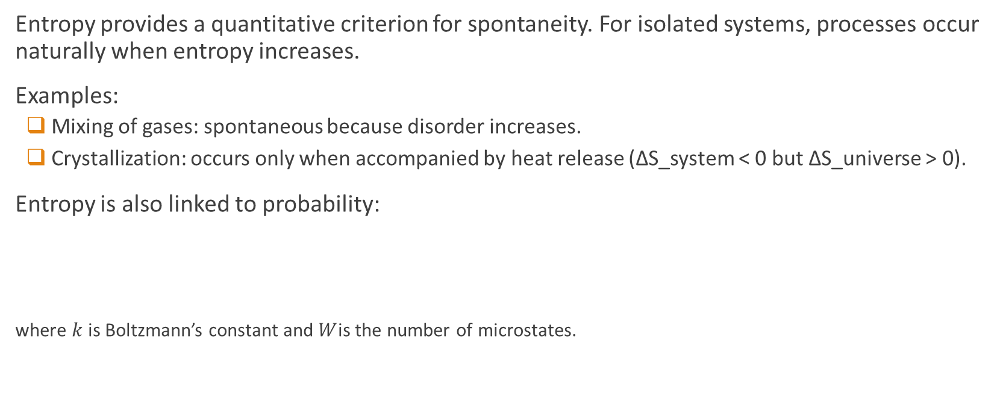 Entropy provides a quantitative criterion for spontaneity. For isolated systems, processes occur
naturally when entropy increases.
Examples:
❑ Mixing of gases: spontaneous because disorder increases.
❑ Crystallization: occurs only when accompanied by heat release (ΔS_system < 0 but ΔS_universe > 0).
Entropy is also linked to probability:
where k is Boltzmann’s constant and W is the number of microstates.